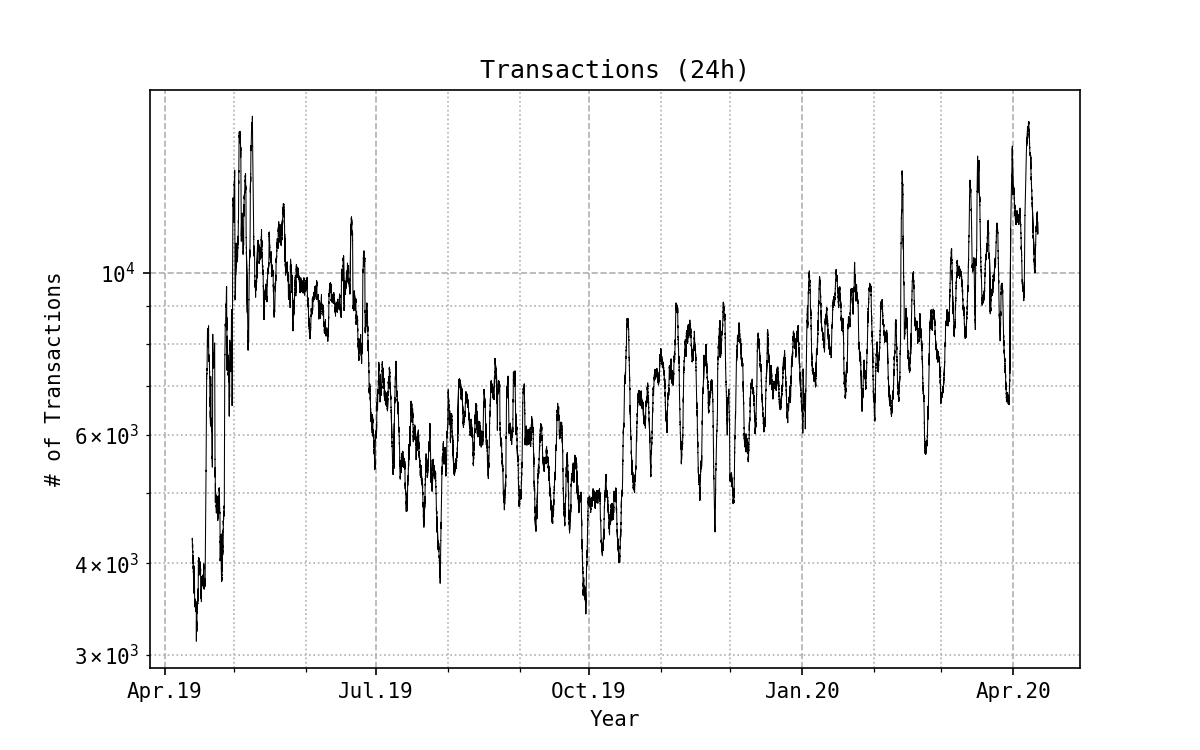 Transactions (24h)
# of Transactions
10⁴
6×10³
4×10³
3×10³
Apr.19 Jul.19 Oct.19 Jan.20 Apr.20
Year